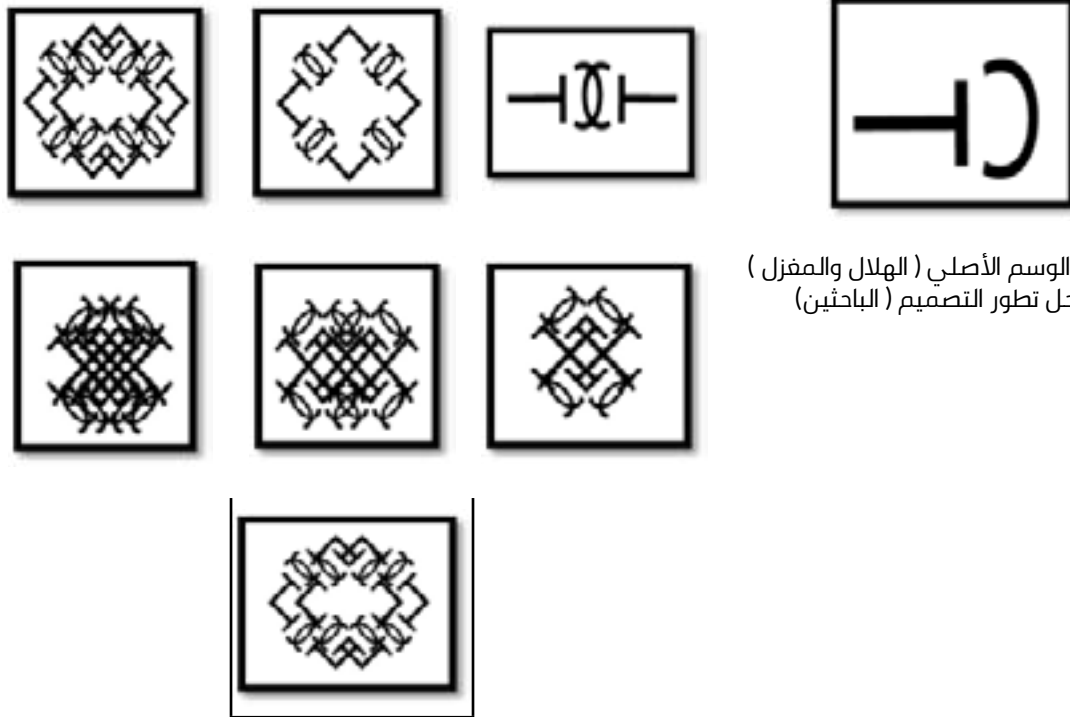 الوسم الأصلي ( الهلال والمغزل )
تطور التصميم ( الباحثين)